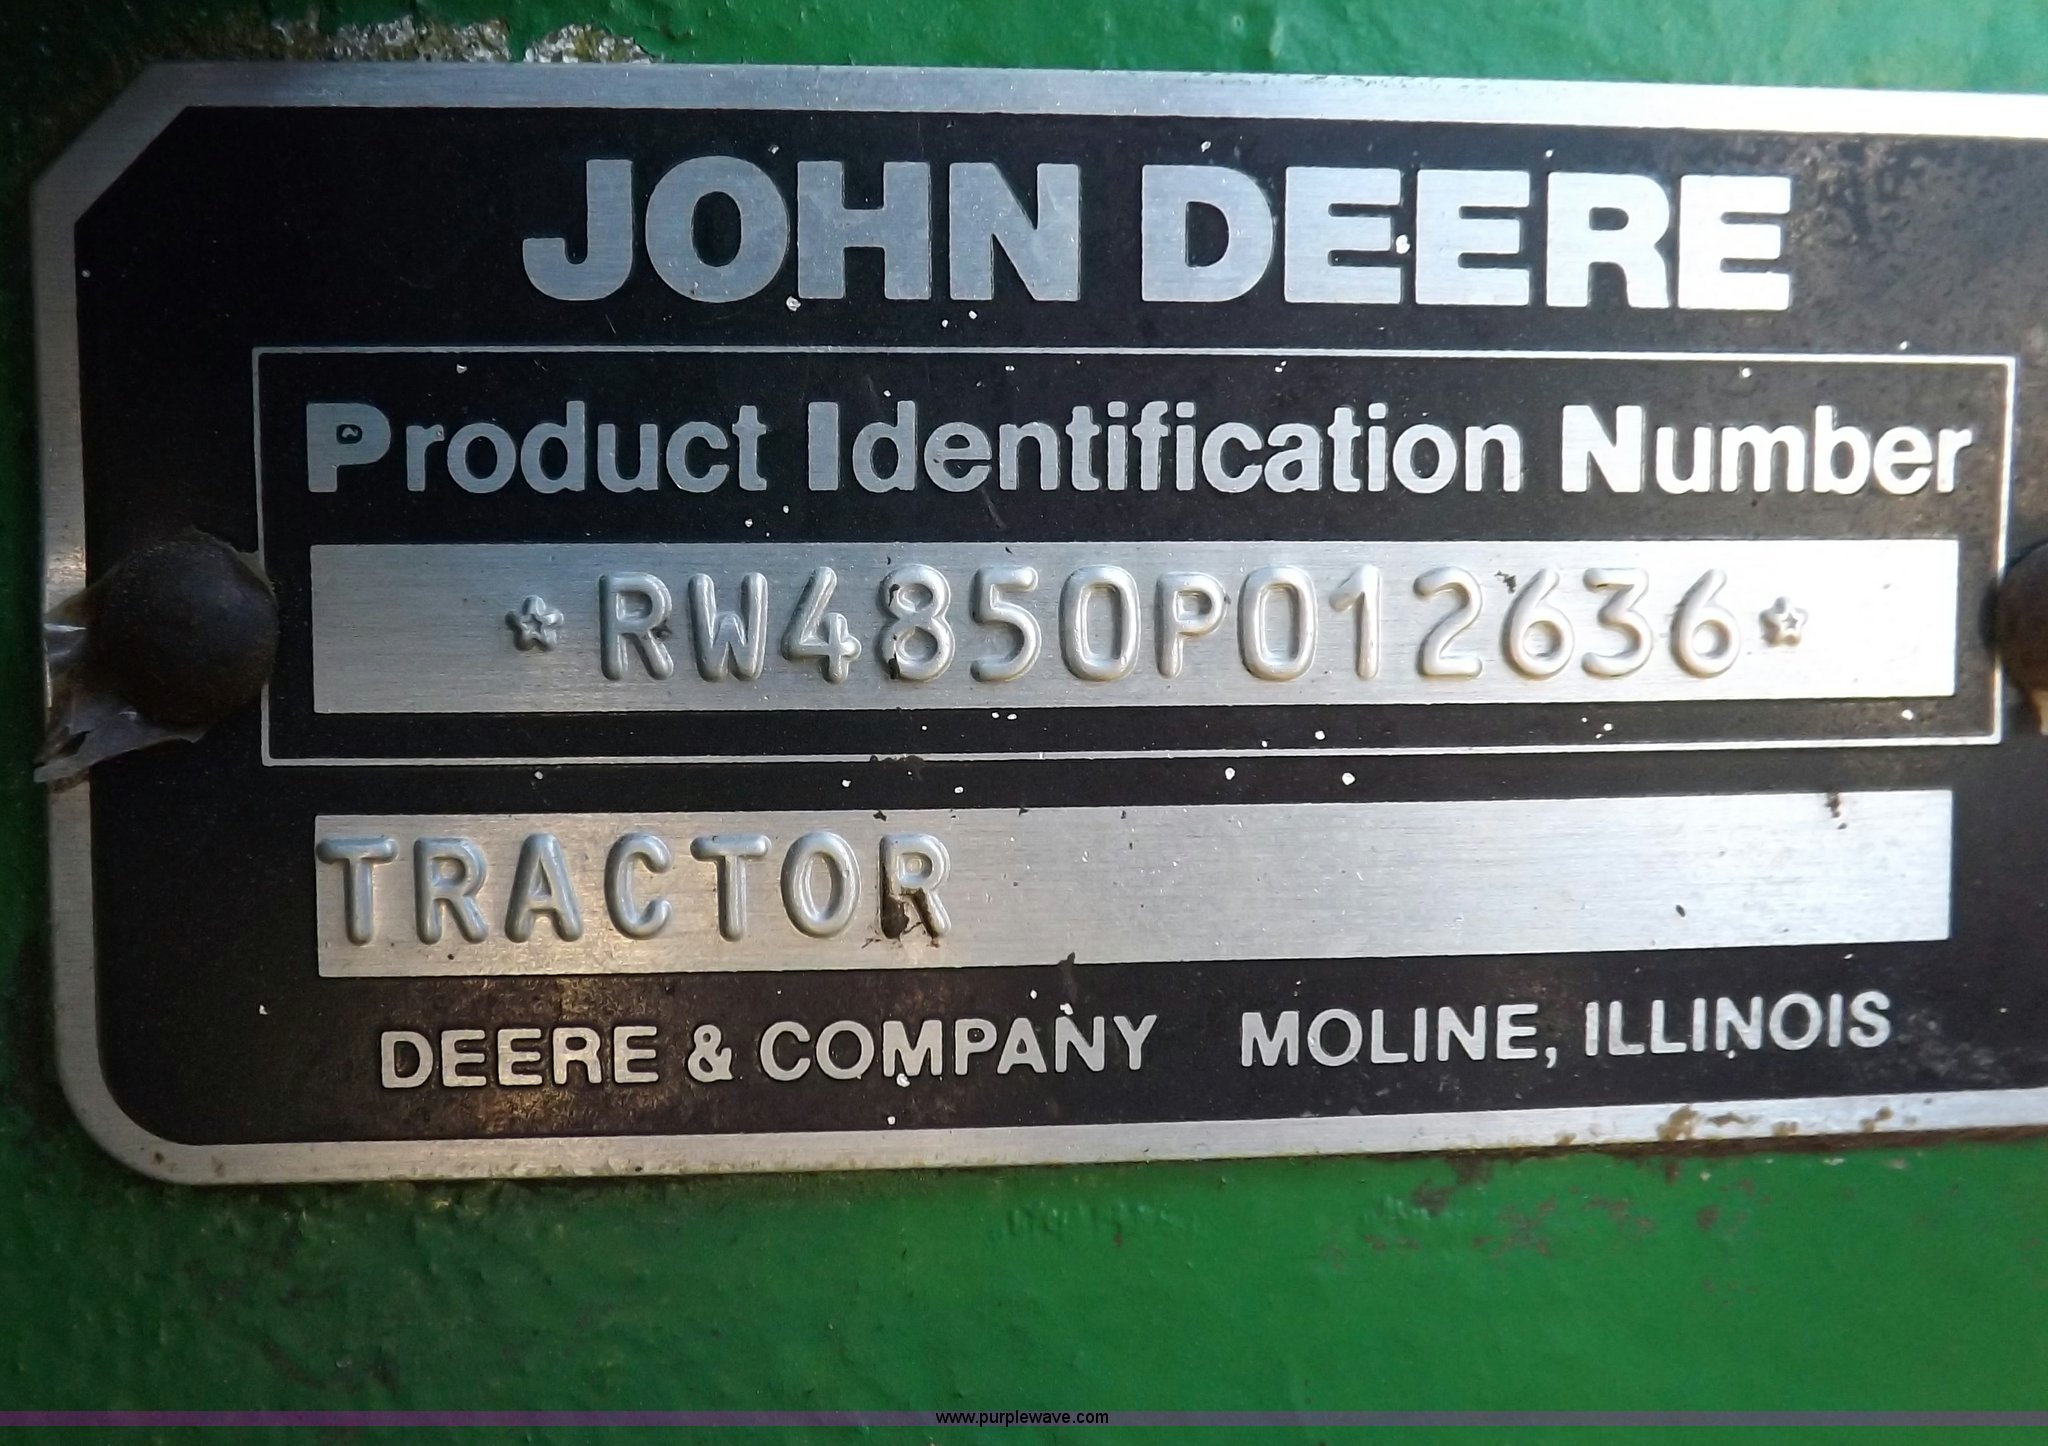 JOHN DEERE
Product Identification Number
*RW4850P012636*
TRACTOR
DEERE & COMPANY MOLINE, ILLINOIS
www.purplewave.com